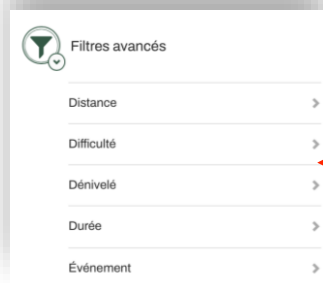 Filtres avancés
Distance
Difficulté
Dénivelé
Durée
Événement